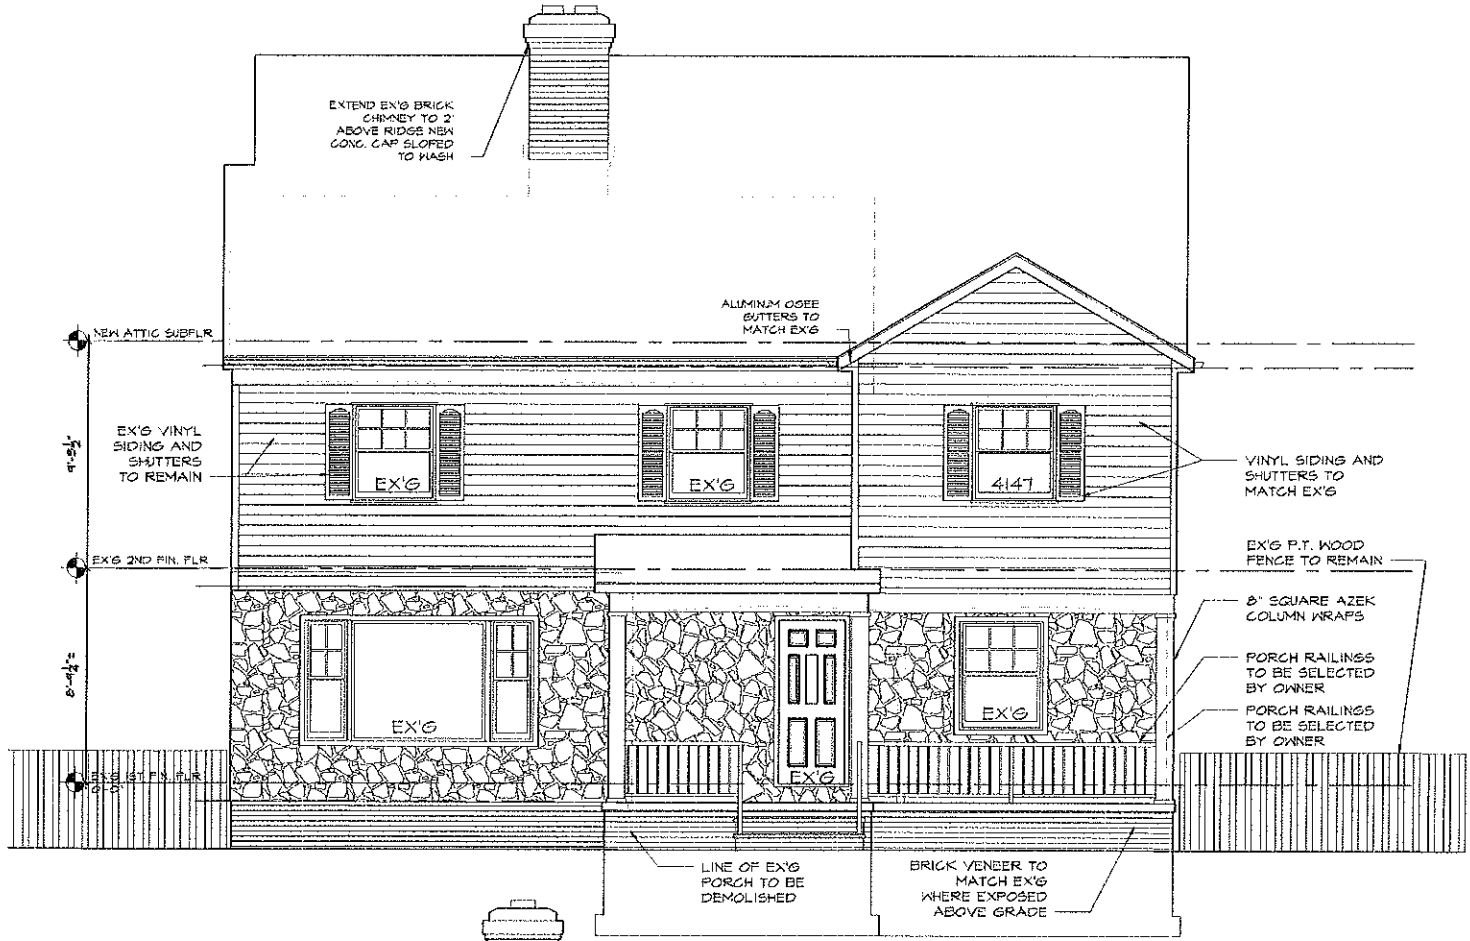 EXTEND EX'G BRICK
CHIMNEY TO 2'
ABOVE RIDGE NEW
CONC. CAP SLOPED
TO WASH
ALUMINUM OGEE
GUTTERS TO
MATCH EX'G
NEW ATTIC SUBFLR
EX'G VINYL
SIDING AND
SHUTTERS
TO REMAIN
EX'G
EX'G
4147
VINYL SIDING AND
SHUTTERS TO
MATCH EX'G
EX'G 2ND FIN. FLR
EX'G P.T. WOOD
FENCE TO REMAIN
8" SQUARE AZEK
COLUMN WRAPS
PORCH RAILINGS
TO BE SELECTED
BY OWNER
PORCH RAILINGS
TO BE SELECTED
BY OWNER
EX'G
EX'G
EX'G
EX'G 1ST FIN. FLR
0'-0"
LINE OF EX'G
PORCH TO BE
DEMOLISHED
BRICK VENEER TO
MATCH EX'G
WHERE EXPOSED
ABOVE GRADE